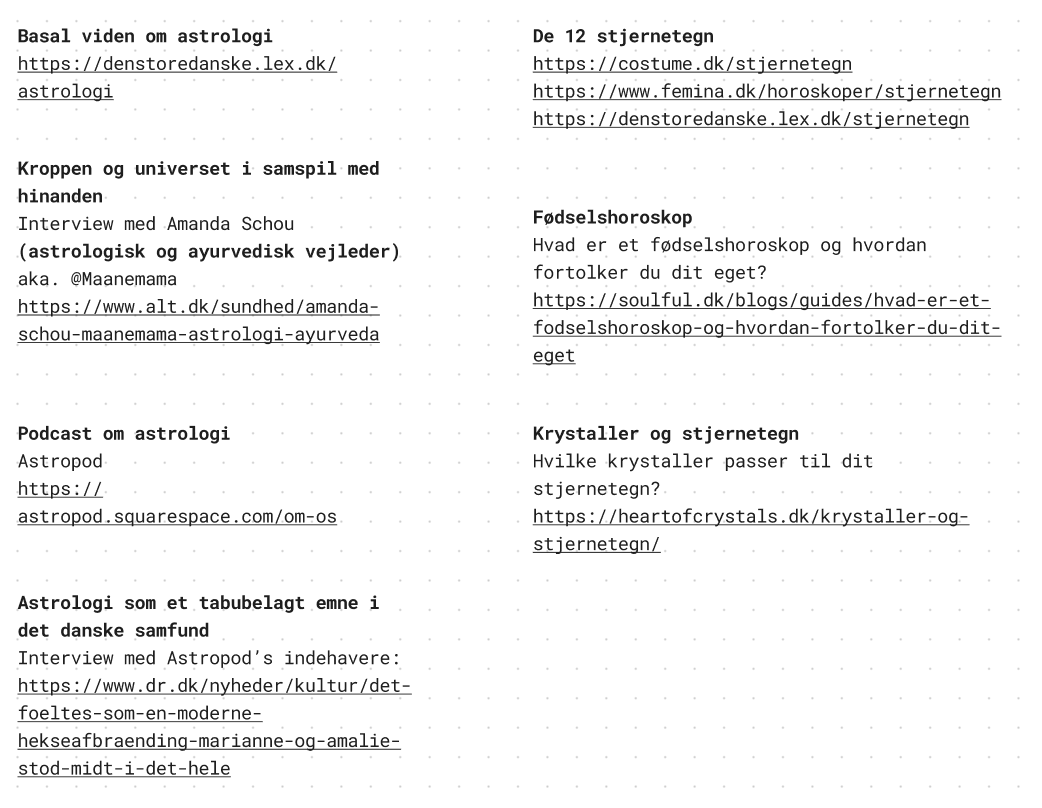 Basal viden om astrologi
https://denstoredanske.lex.dk/
astrologi
Kroppen og universet i samspil med
hinanden
Interview med Amanda Schou
(astrologisk og ayurvedisk vejleder)
aka. @Maanemama
https://www.alt.dk/sundhed/amanda-
schou-maanemama-astrologi-ayurveda
Podcast om astrologi
Astropod
https://
astropod.squarespace.com/om-os
Astrologi som et tabubelagt emne i
det danske samfund
Interview med Astropod’s indehavere:
https://www.dr.dk/nyheder/kultur/det-
foeltes-som-en-moderne-
hekseafbraending-marianne-og-amalie-
stod-midt-i-det-hele
De 12 stjernetegn
https://costume.dk/stjernetegn
https://www.femina.dk/horoskoper/stjernetegn
https://denstoredanske.lex.dk/stjernetegn
Fødselshoroskop
Hvad er et fødselshoroskop og hvordan
fortolker du dit eget?
https://soulful.dk/blogs/guides/hvad-er-et-
fodselshoroskop-og-hvordan-fortolker-du-dit-
eget
Krystaller og stjernetegn
Hvilke krystaller passer til dit
stjernetegn?
https://heartofcrystals.dk/krystaller-og-
stjernetegn/